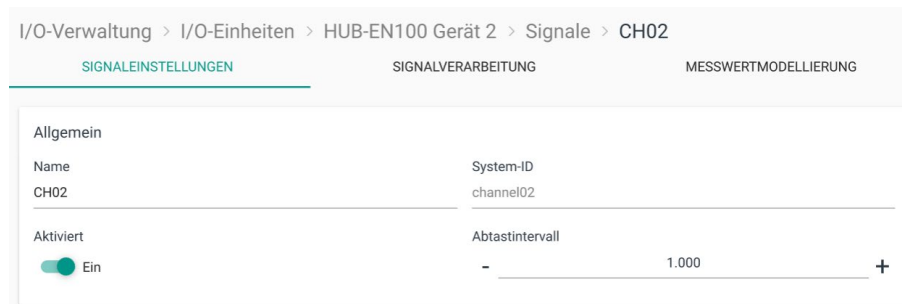 I/O-Verwaltung > I/O-Einheiten > HUB-EN100 Gerät 2 > Signale > CH02
SIGNALEINSTELLUNGEN SIGNALVERARBEITUNG MESSWERTMODELLIERUNG
Allgemein
Name System-ID
CH02 channel02
Aktiviert Abtastintervall
Ein - 1.000 +